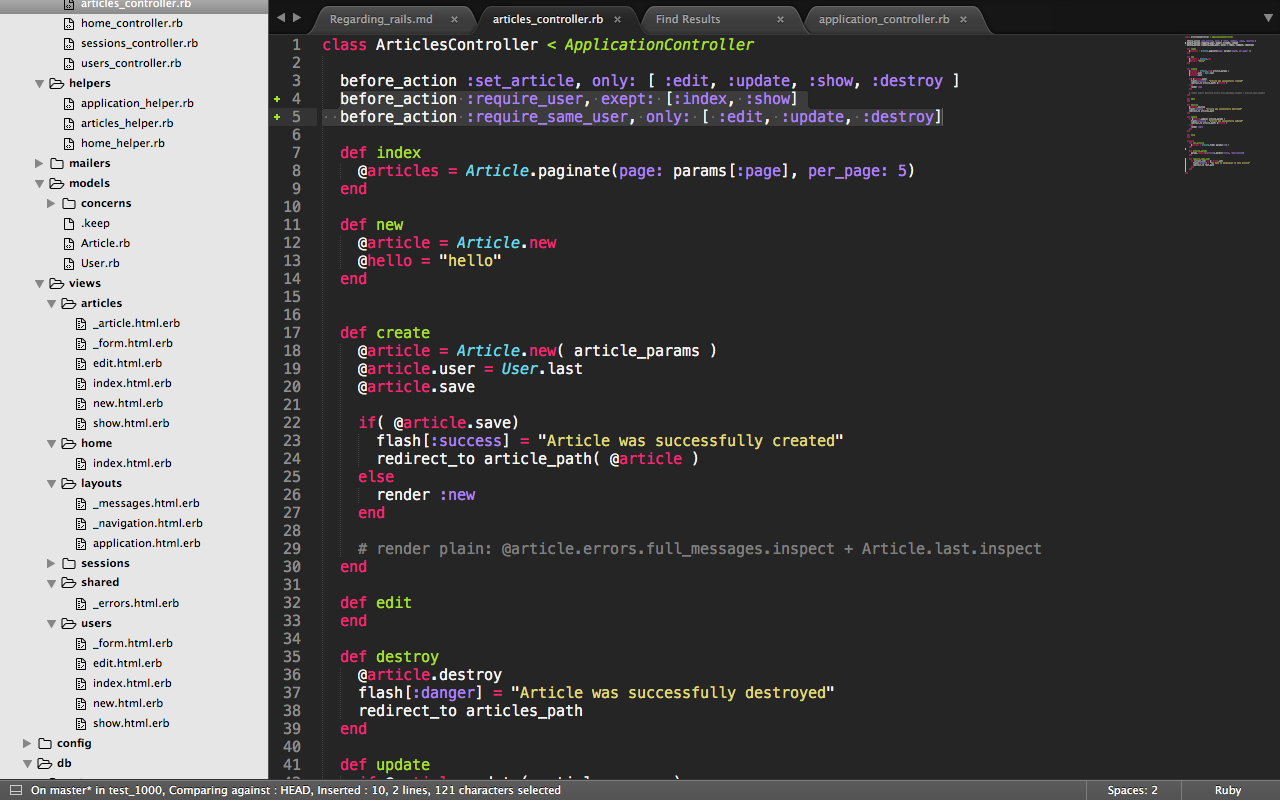 articles_controller.rb
home_controller.rb
sessions_controller.rb
users_controller.rb
helpers
application_helper.rb
articles_helper.rb
home_helper.rb
mailers
models
concerns
.keep
Article.rb
User.rb
views
articles
_article.html.erb
_form.html.erb
edit.html.erb
index.html.erb
new.html.erb
show.html.erb
home
index.html.erb
layouts
_messages.html.erb
_navigation.html.erb
application.html.erb
sessions
shared
_errors.html.erb
users
_form.html.erb
edit.html.erb
index.html.erb
new.html.erb
show.html.erb
config
db
Regarding_rails.md × articles_controller.rb × Find Results × application_controller.rb ×
1 class ArticlesController < ApplicationController
2
3 before_action :set_article, only: [ :edit, :update, :show, :destroy ]
4 before_action :require_user, exept: [:index, :show]
5 before_action :require_same_user, only: [ :edit, :update, :destroy]
6
7 def index
8 @articles = Article.paginate(page: params[:page], per_page: 5)
9 end
10
11 def new
12 @article = Article.new
13 @hello = "hello"
14 end
15
16
17 def create
18 @article = Article.new( article_params )
19 @article.user = User.last
20 @article.save
21
22 if( @article.save)
23 flash[:success] = "Article was successfully created"
24 redirect_to article_path( @article )
25 else
26 render :new
27 end
28
29 # render plain: @article.errors.full_messages.inspect + Article.last.inspect
30 end
31
32 def edit
33 end
34
35 def destroy
36 @article.destroy
37 flash[:danger] = "Article was successfully destroyed"
38 redirect_to articles_path
39 end
40
41 def update
On master* in test_1000, Comparing against : HEAD, Inserted : 10, 2 lines, 121 characters selected
Spaces: 2
Ruby